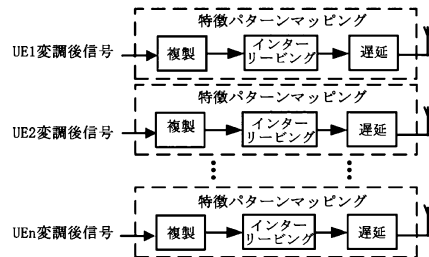 特徴パターンマッピング
UE1変調後信号
複製
インター
リービング
遅延
特徴パターンマッピング
UE2変調後信号
複製
インター
リービング
遅延
特徴パターンマッピング
UEn変調後信号
複製
インター
リービング
遅延